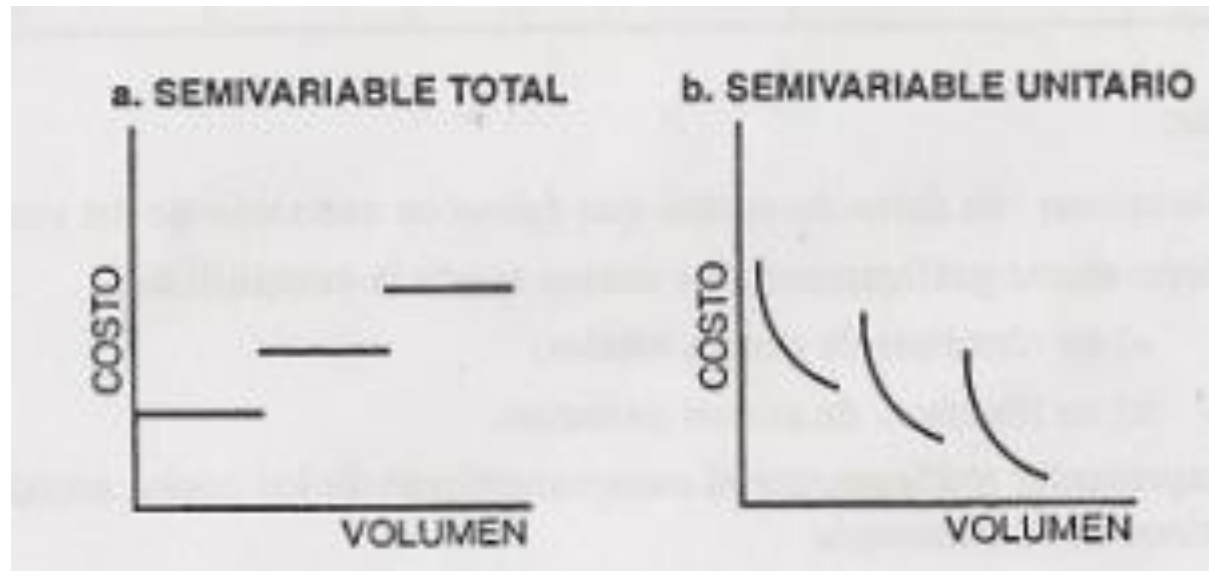 a. SEMIVARIABLE TOTAL
COSTO
VOLUMEN
b. SEMIVARIABLE UNITARIO
COSTO
VOLUMEN